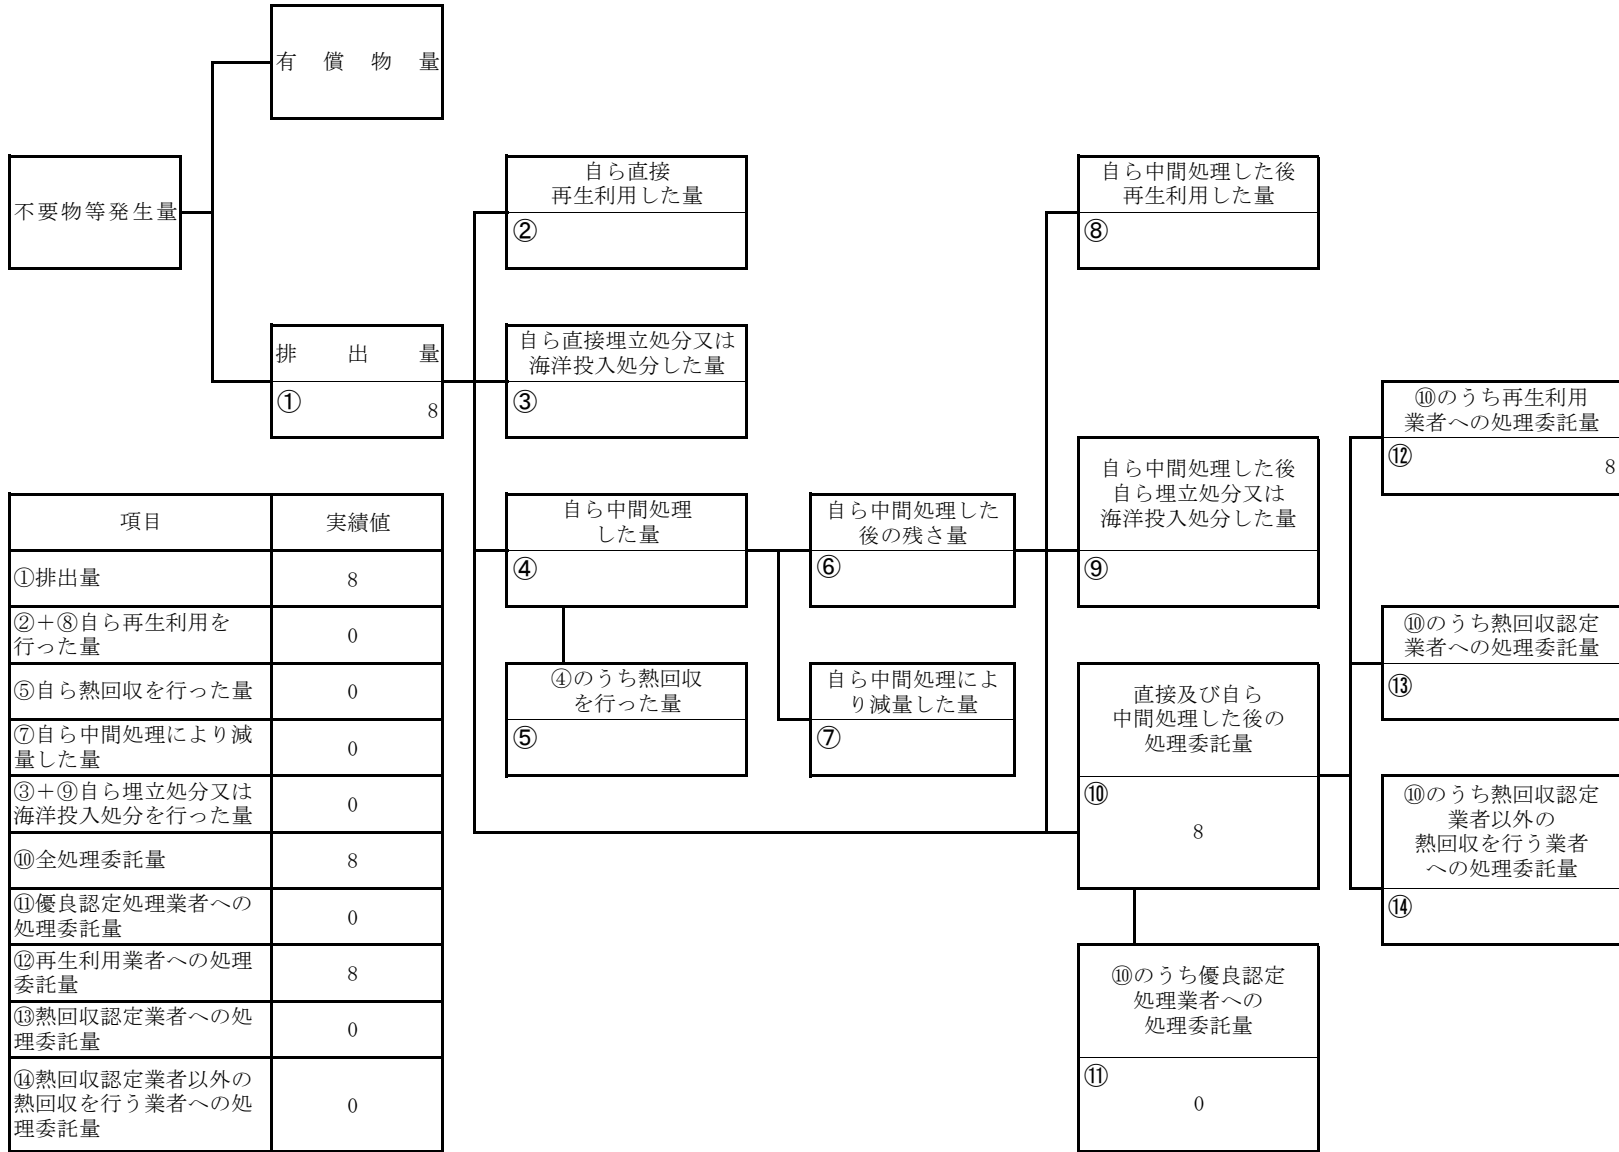 有償物量
不要物等発生量
排出量
①
8
自ら直接
再生利用した量
②
自ら直接埋立処分又は
海洋投入処分した量
③
自ら中間処理
した量
④
④のうち熱回収
を行った量
⑤
自ら中間処理した
後の残さ量
⑥
自ら中間処理によ
り減量した量
⑦
自ら中間処理した後
再生利用した量
⑧
自ら中間処理した後
自ら埋立処分又は
海洋投入処分した量
⑨
直接及び自ら
中間処理した後の
処理委託量
⑩
8
⑩のうち優良認定
処理業者への
処理委託量
⑪
0
⑩のうち再生利用
業者への処理委託量
⑫
8
⑩のうち熱回収認定
業者への処理委託量
⑬
⑩のうち熱回収認定
業者以外の
熱回収を行う業者
への処理委託量
⑭
項目 実績値
①排出量 8
②＋⑧自ら再生利用を
行った量 0
⑤自ら熱回収を行った量 0
⑦自ら中間処理により減
量した量 0
③＋⑨自ら埋立処分又は
海洋投入処分を行った量 0
⑩全処理委託量 8
⑪優良認定処理業者への
処理委託量 0
⑫再生利用業者への処理
委託量 8
⑬熱回収認定業者への処
理委託量 0
⑭熱回収認定業者以外の
熱回収を行う業者への処
理委託量 0